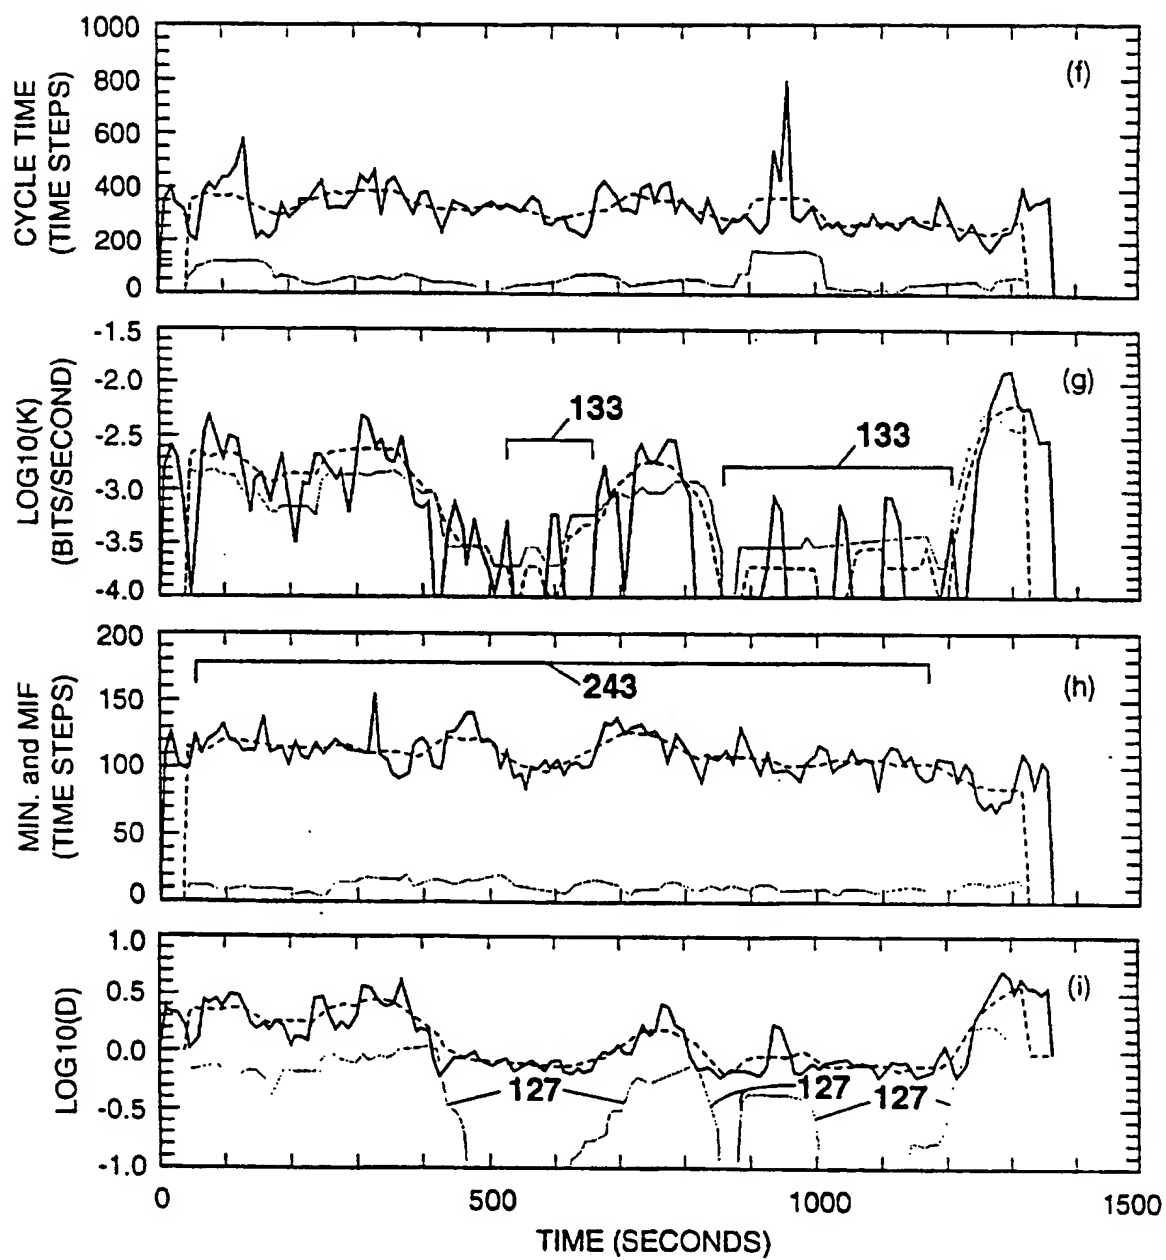 1000
800
600
400
200
0
CYCLE TIME
(TIME STEPS)
(f)
-1.5
-2.0
-2.5
-3.0
-3.5
-4.0
LOG10(K)
(BITS/SECOND)
133
133
(g)
200
150
100
50
0
MIN. and MIF
(TIME STEPS)
243
(h)
1.0
0.5
0.0
-0.5
-1.0
LOG10(D)
127
127
127
(i)
0
500
1000
1500
TIME (SECONDS)